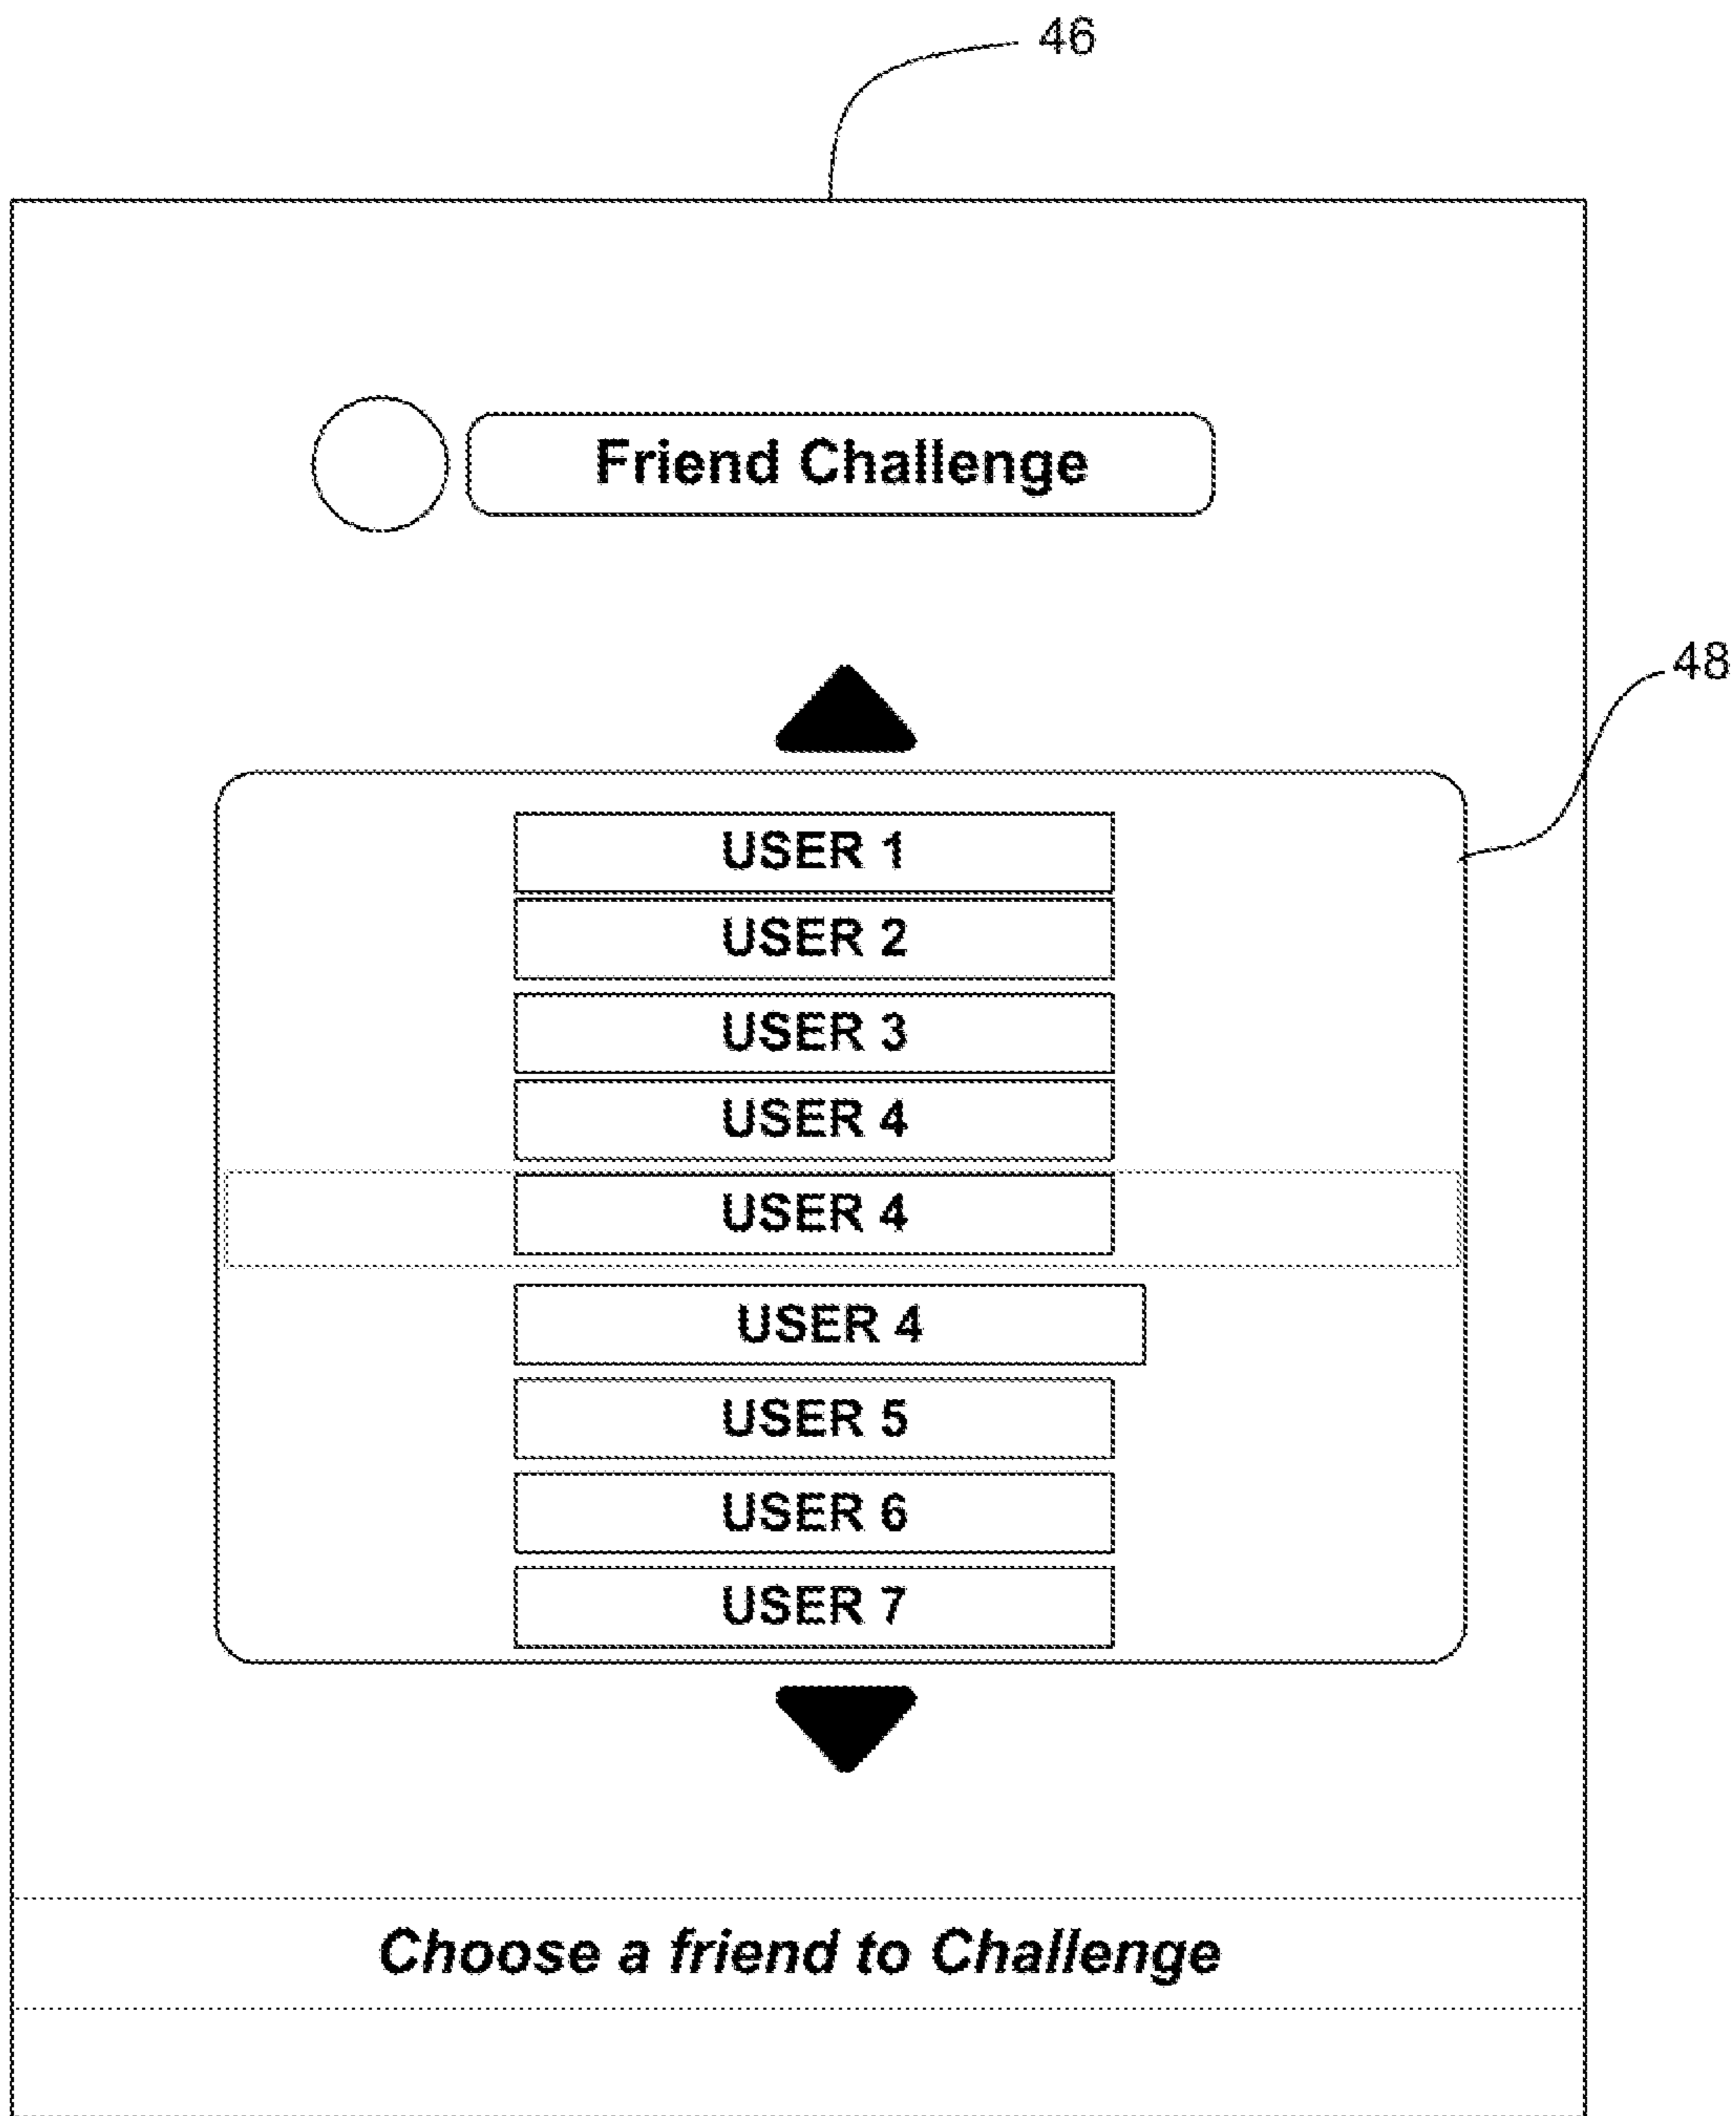 46
Friend Challenge
48
USER 1
USER 2
USER 3
USER 4
USER 4
USER 4
USER 5
USER 6
USER 7
Choose a friend to Challenge